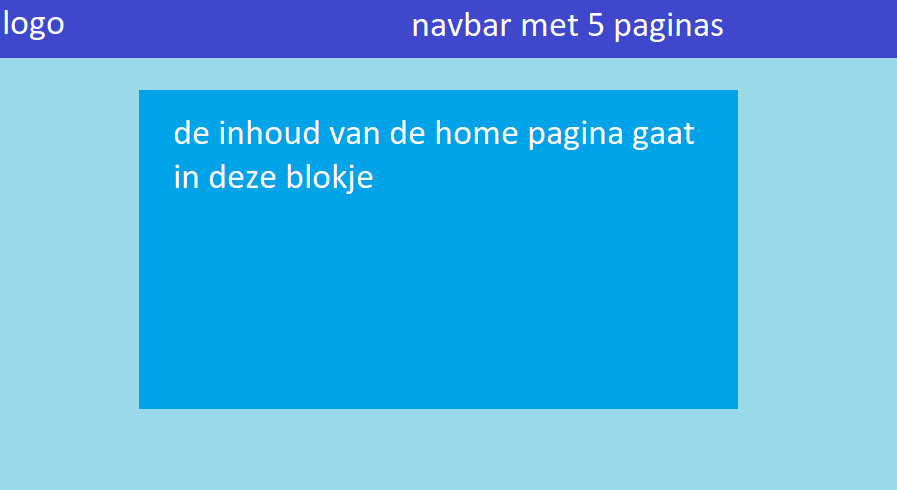 logo
navbar met 5 paginas
de inhoud van de home pagina gaat
in deze blokje